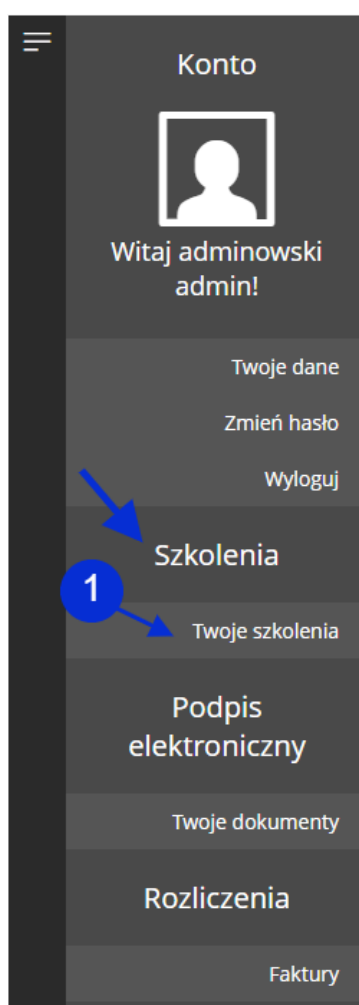 Konto
Witaj adminowski
admin!
Twoje dane
Zmień hasło
Wyloguj
Szkolenia
1
Twoje szkolenia
Podpis
elektroniczny
Twoje dokumenty
Rozliczenia
Faktury